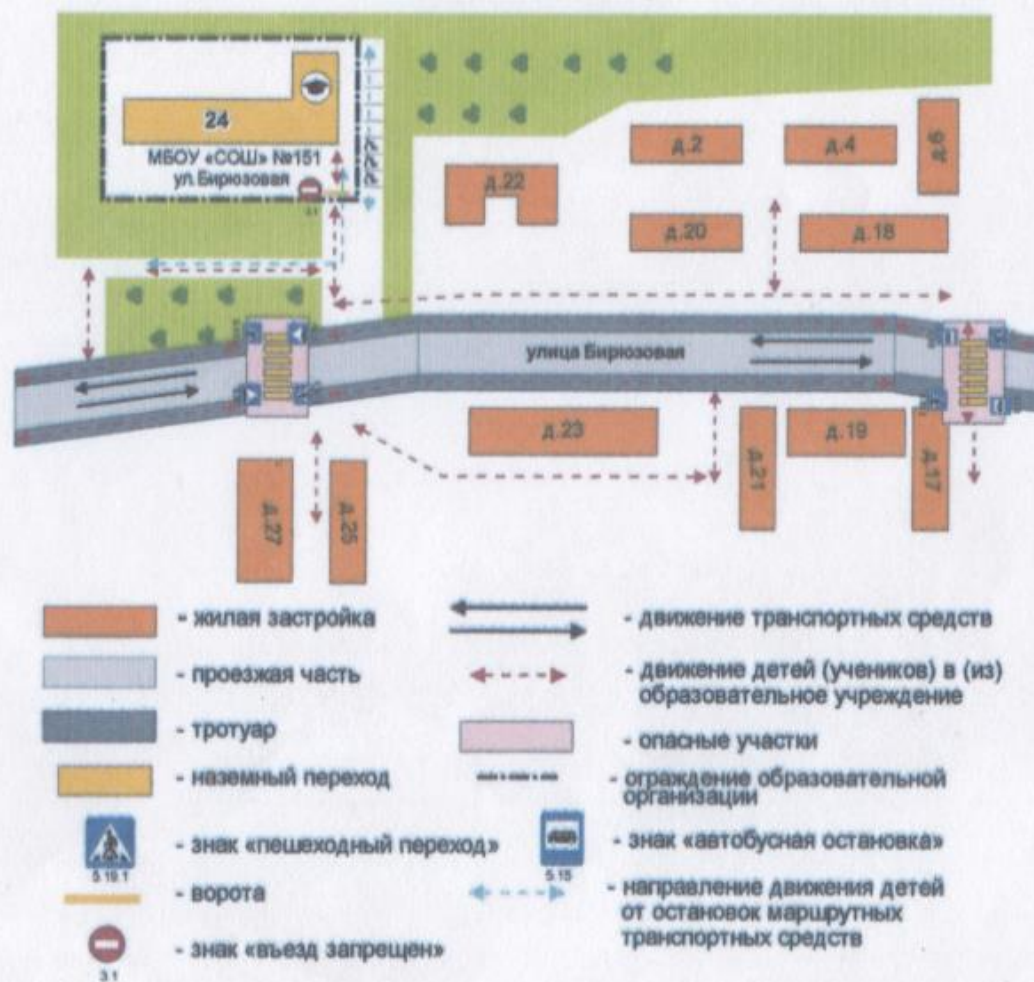 24
МБОУ «СОШ» №151
ул.Бирюзовая
3.1
д.22
д.2
д.4
д.6
д.20
д.18
улица Бирюзовая
д.23
д.21
д.19
д.17
д.27
д.25
- жилая застройка
- проезжая часть
- тротуар
- наземный переход
- знак «пешеходный переход»
5.19.1
- ворота
- знак «въезд запрещен»
3.1
- движение транспортных средств
- движение детей (учеников) в (из)
образовательное учреждение
- опасные участки
- ограждение образовательной
организации
- знак «автобусная остановка»
5.15
- направление движения детей
от остановок маршрутных
транспортных средств